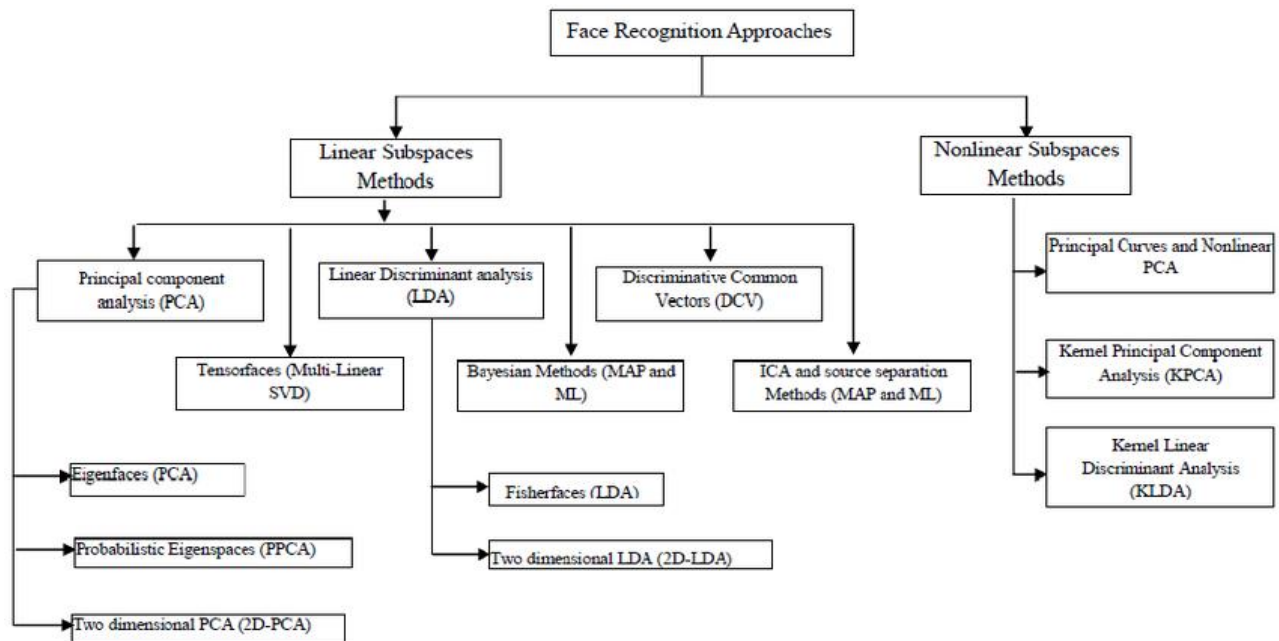 Face Recognition Approaches
Linear Subspaces
Methods
Nonlinear Subspaces
Methods
Principal component
analysis (PCA)
Linear Discriminant analysis
(LDA)
Discriminative Common
Vectors (DCV)
Principal Curves and Nonlinear
PCA
Tensorfaces (Multi-Linear
SVD)
Bayesian Methods (MAP and
ML)
ICA and source separation
Methods (MAP and ML)
Kernel Principal Component
Analysis (KPCA)
Kernel Linear
Discriminant Analysis
(KLDA)
Eigenfaces (PCA)
Fisherfaces (LDA)
Probabilistic Eigenspaces (PPCA)
Two dimensional LDA (2D-LDA)
Two dimensional PCA (2D-PCA)